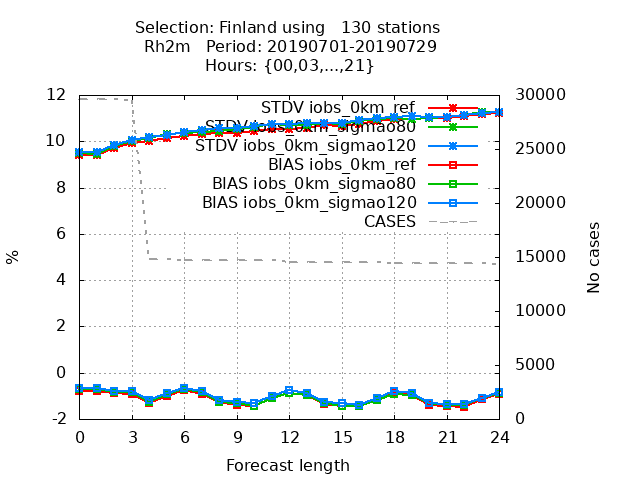 Selection: Finland using 130 stations
Rh2m Period: 20190701-20190729
Hours: {00,03,...,21}
12
10
8
6
4
2
0
-2
%
30000
25000
20000
15000
10000
5000
0
No cases
STDV iobs_0km_ref
STDV iobs_0km_sigmao80
STDV iobs_0km_sigmao120
BIAS iobs_0km_ref
BIAS iobs_0km_sigmao80
BIAS iobs_0km_sigmao120
CASES
0 3 6 9 12 15 18 21 24
Forecast length